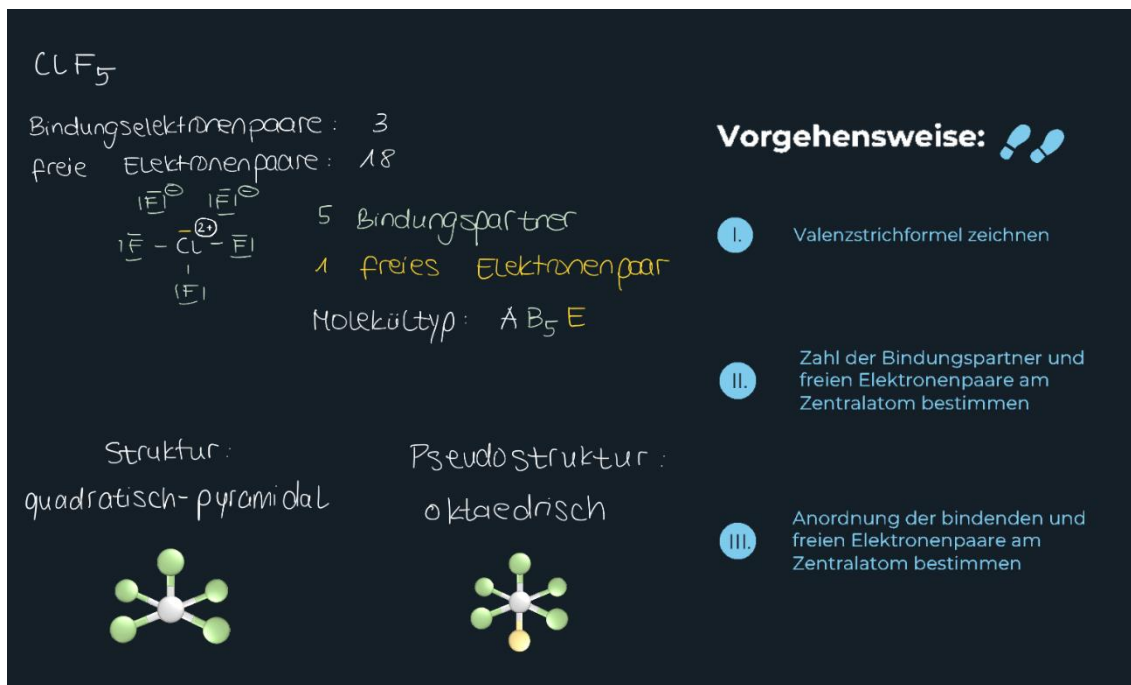 ClF5
Bindungselektronenpaare: 3
freie Elektronenpaare: 18
|F|⊖ |F|⊖
|F – Cl 2+ – F|
|F|
5 Bindungspartner
1 freies Elektronenpaar
Molekültyp: AB5E
Struktur:
quadratisch-pyramidal
Pseudostruktur:
oktaedrisch
Vorgehensweise:
I. Valenzstrichformel zeichnen
II. Zahl der Bindungspartner und
freien Elektronenpaare am
Zentralatom bestimmen
III. Anordnung der bindenden und
freien Elektronenpaare am
Zentralatom bestimmen